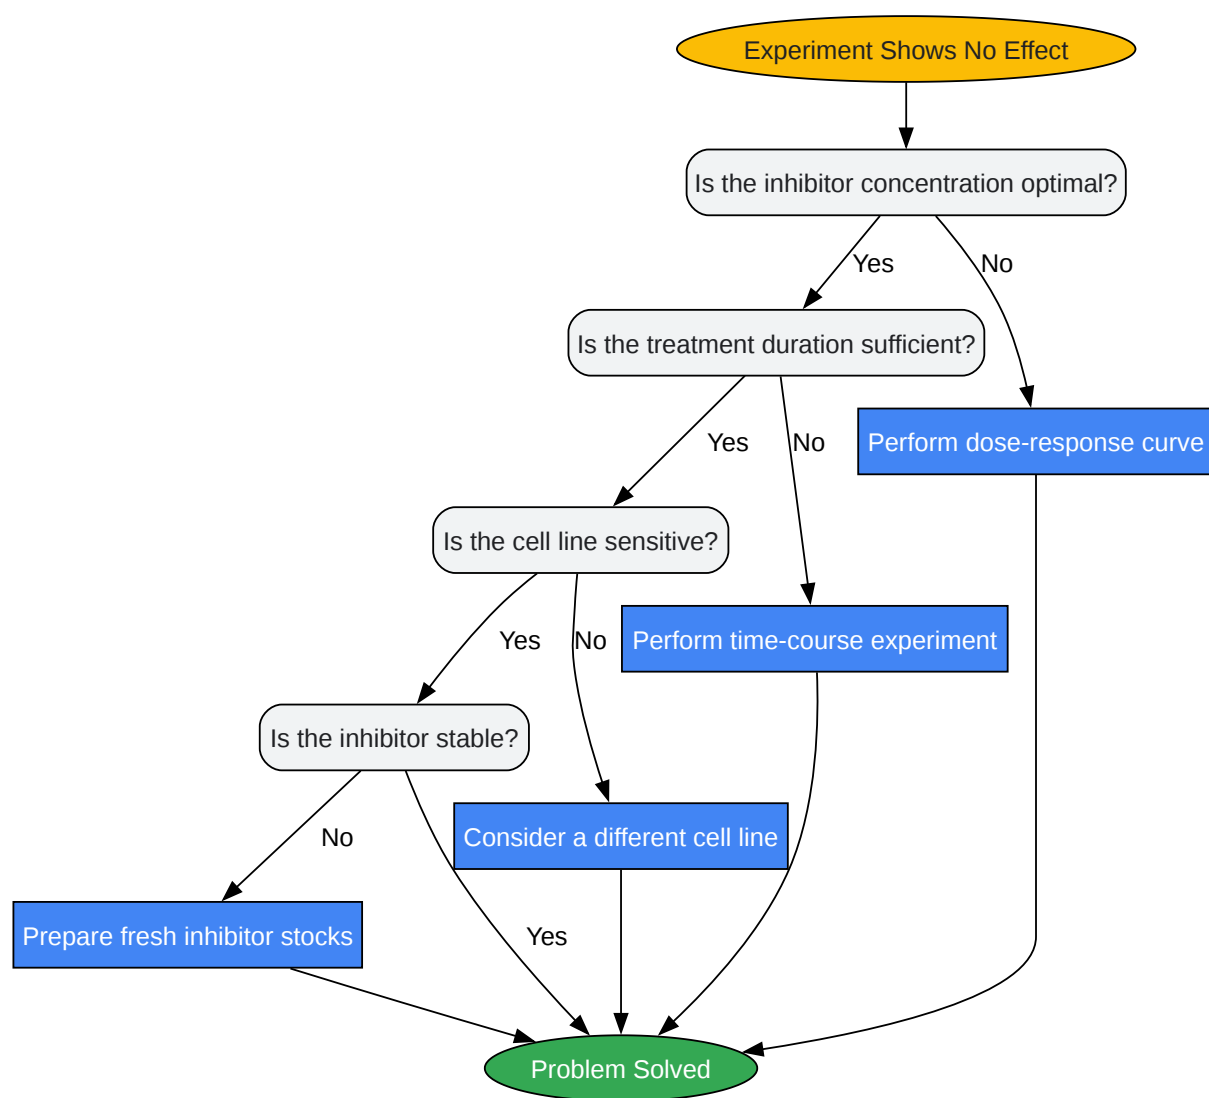 Experiment Shows No Effect
Is the inhibitor concentration optimal?
Yes
No
Is the treatment duration sufficient?
Perform dose-response curve
Yes
No
Is the cell line sensitive?
Yes
No
Perform time-course experiment
Is the inhibitor stable?
No
Consider a different cell line
Prepare fresh inhibitor stocks
Yes
Problem Solved